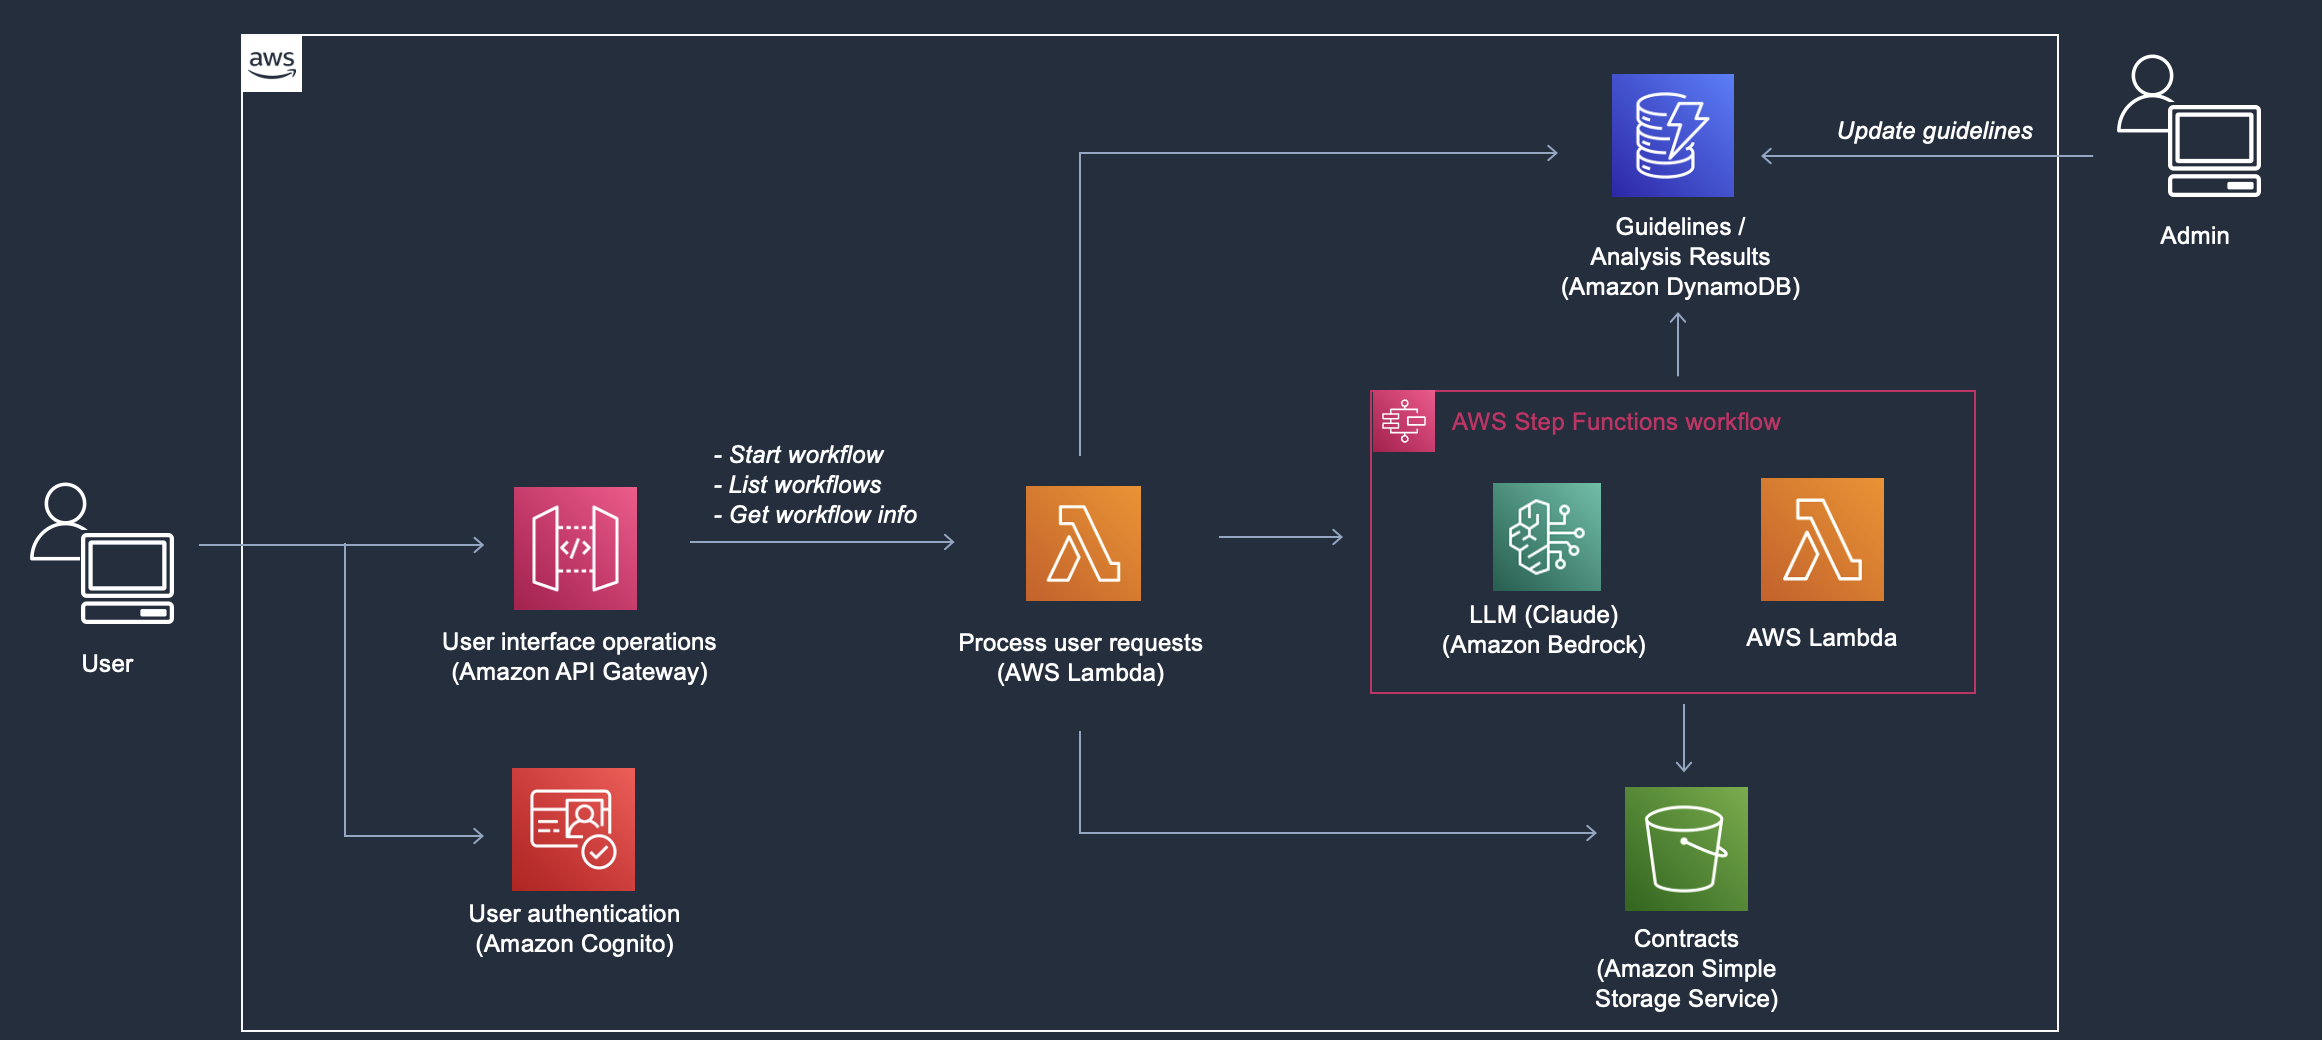 aws
Update guidelines
Guidelines /
Analysis Results
(Amazon DynamoDB)
Admin
AWS Step Functions workflow
- Start workflow
- List workflows
- Get workflow info
LLM (Claude)
(Amazon Bedrock)
AWS Lambda
User interface operations
(Amazon API Gateway)
Process user requests
(AWS Lambda)
User
User authentication
(Amazon Cognito)
Contracts
(Amazon Simple
Storage Service)